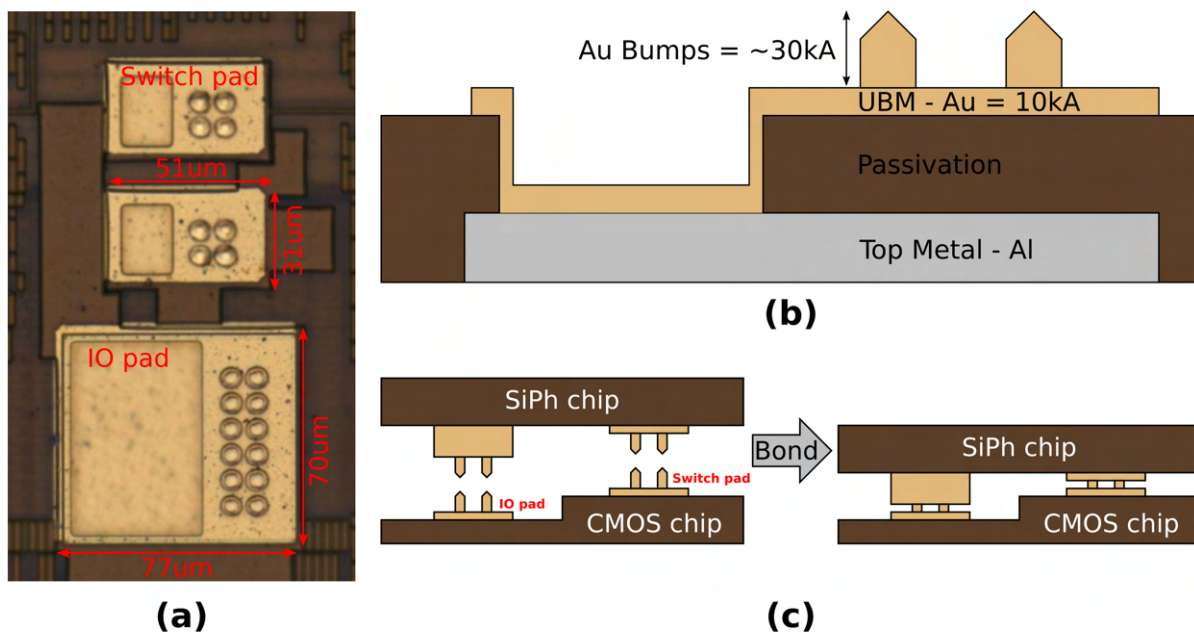 Switch pad
51um
31um
IO pad
70um
77um
(a)
Au Bumps = ~30kA
UBM - Au = 10kA
Passivation
Top Metal - Al
(b)
SiPh chip
Switch pad
IO pad
CMOS chip
Bond
SiPh chip
CMOS chip
(c)